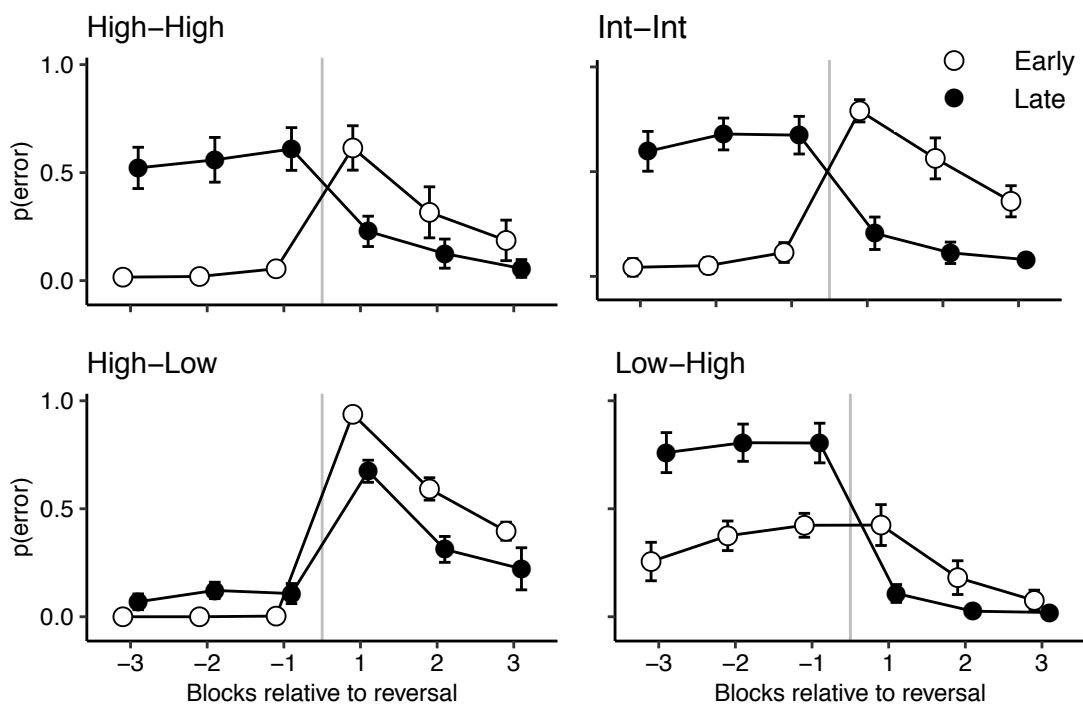 High−High
Int−Int
Early
Late
1.0
0.5
0.0
p(error)
High−Low
Low−High
1.0
0.5
0.0
p(error)
−3 −2 −1 1 2 3
−3 −2 −1 1 2 3
Blocks relative to reversal
Blocks relative to reversal